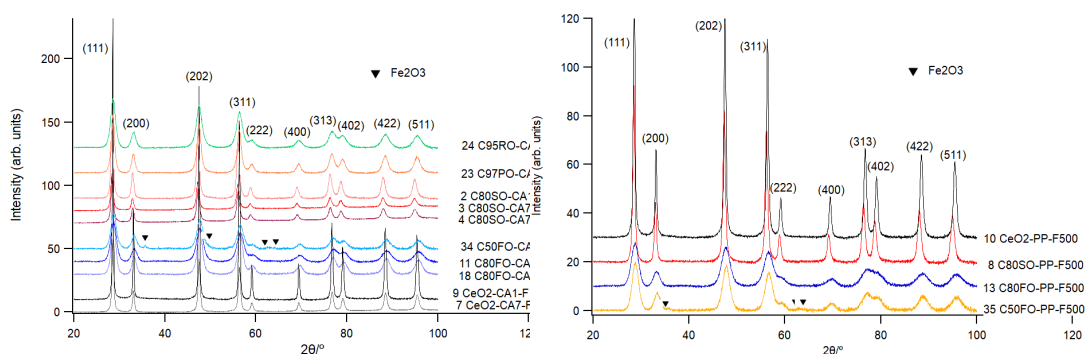 (111)
(200)
(202)
(311)
(222)
(400)
(313)
(402)
(422)
(511)
▼ Fe2O3
24 C95RO-CA
23 C97PO-CA
2 C80SO-CA1
3 C80SO-CA7
4 C80SO-CA7
34 C50FO-CA
11 C80FO-CA
18 C80FO-CA
9 CeO2-CA1-F
7 CeO2-CA7-F
Intensity (arb. units)
200
150
100
50
0
20 40 60 80 100 12
2θ/°
(111)
(200)
(202)
(311)
(222)
(400)
(313)
(402)
(422)
(511)
▼ Fe2O3
10 CeO2-PP-F500
8 C80SO-PP-F500
13 C80FO-PP-F500
35 C50FO-PP-F500
Intensity (arb. units)
120
100
80
60
40
20
0
20 40 60 80 100 120
2θ/°